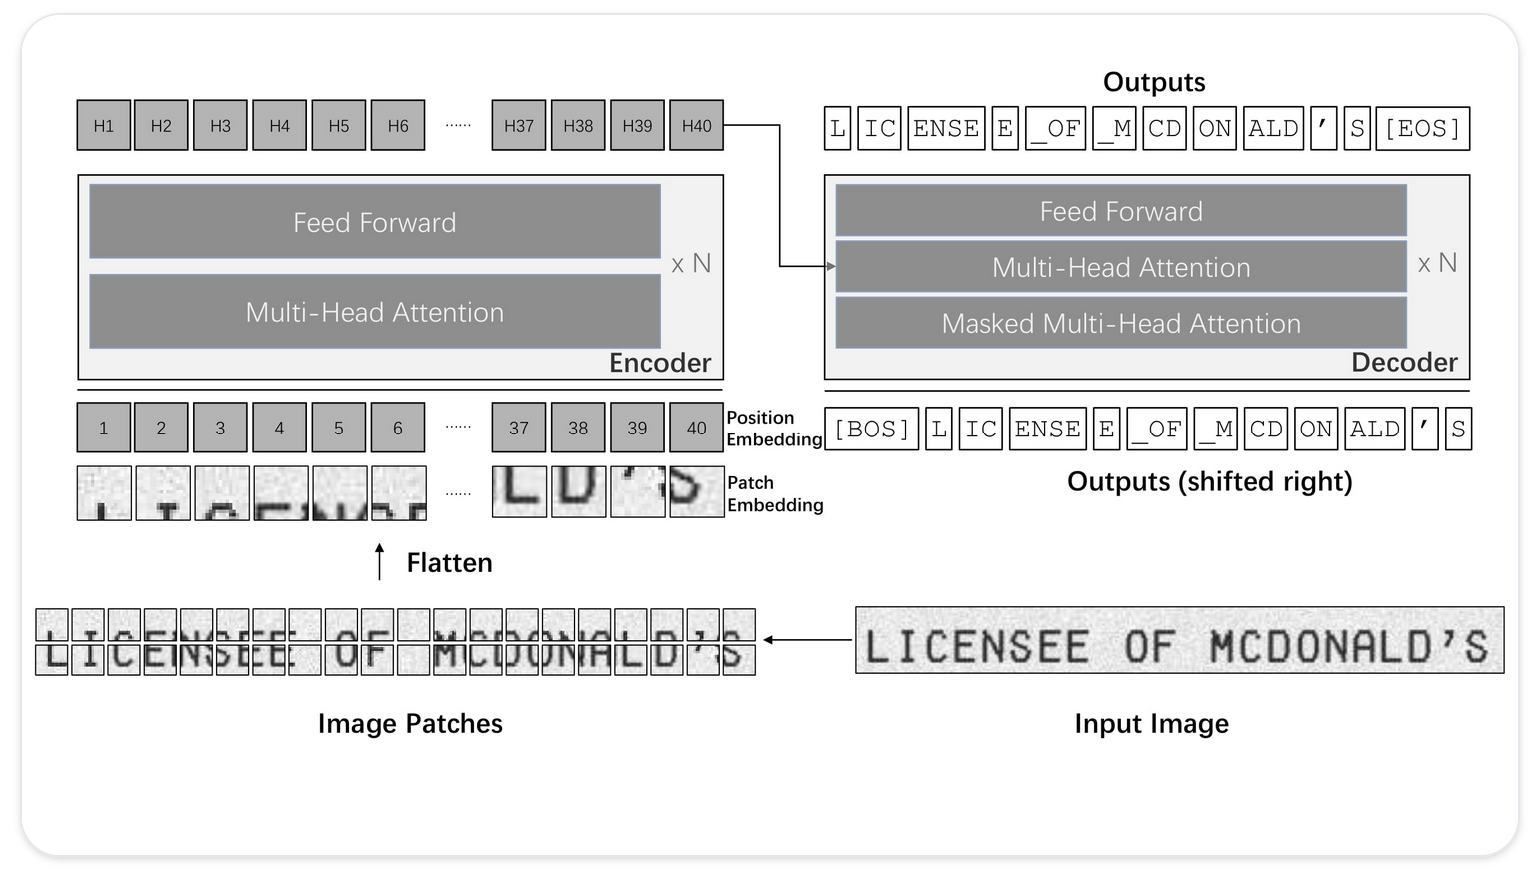 Outputs
H1 H2 H3 H4 H5 H6 ...... H37 H38 H39 H40
L IC ENSE E _OF _M CD ON ALD ’ S [EOS]
Feed Forward
Multi-Head Attention
x N
Encoder
Feed Forward
Multi-Head Attention
Masked Multi-Head Attention
x N
Decoder
1 2 3 4 5 6 ...... 37 38 39 40
Position
Embedding
[BOS] L IC ENSE E _OF _M CD ON ALD ’ S
Outputs (shifted right)
L I C E N S E ...... L D ’ S
Patch
Embedding
Flatten
LICENSEE OF MCDONALD’S
Image Patches
LICENSEE OF MCDONALD’S
Input Image